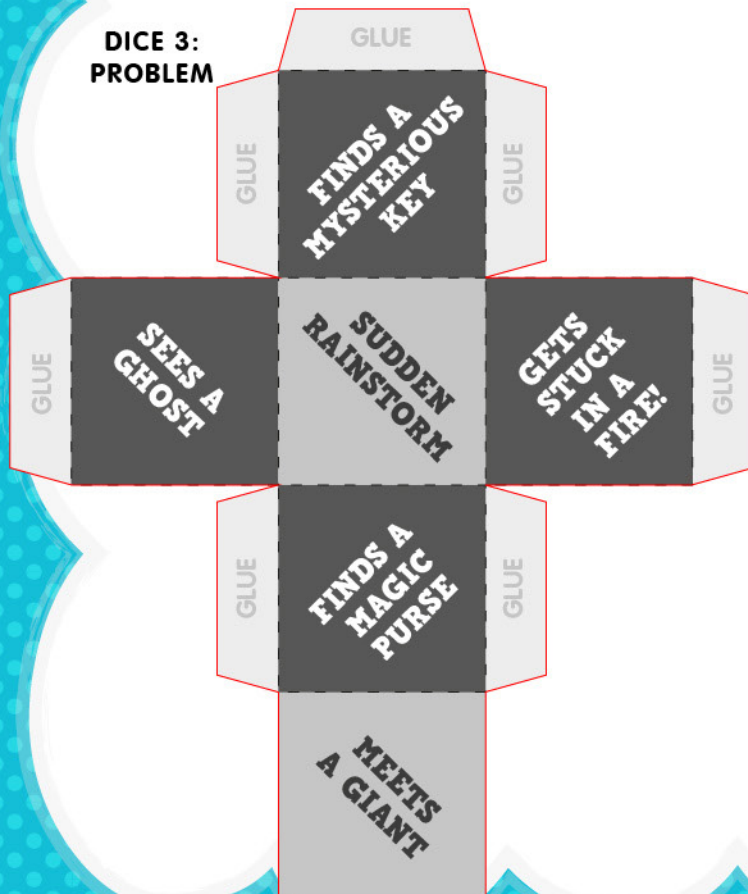 DICE 3:
PROBLEM
GLUE
GLUE
FINDS A
MYSTERIOUS
KEY
GLUE
GLUE
SEES A
GHOST
SUDDEN
RAINSTORM
GETS
STUCK
IN A
FIRE!
GLUE
GLUE
FINDS A
MAGIC
PURSE
GLUE
MEETS
A GIANT